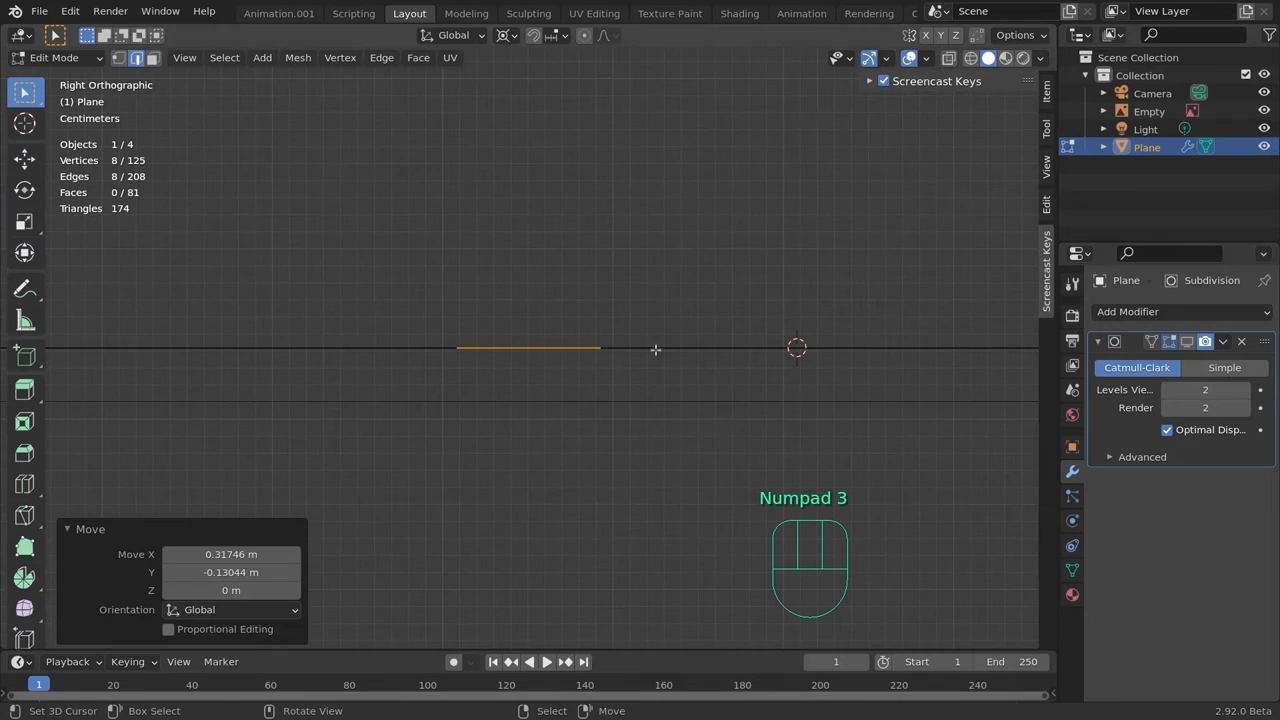 File Edit Render Window Help
Animation.001 Scripting Layout Modeling Sculpting UV Editing Texture Paint Shading Animation Rendering
Scene
View Layer
Global
Options
Edit Mode View Select Add Mesh Vertex Edge Face UV
Right Orthographic
(1) Plane
Centimeters
Objects 1 / 4
Vertices 8 / 125
Edges 8 / 208
Faces 0 / 81
Triangles 174
Screencast Keys
Item
Tool
View
Edit
Screencast Keys
Numpad 3
Move
Move X 0.31746 m
Y -0.13044 m
Z 0 m
Orientation Global
Proportional Editing
Scene Collection
Collection
Camera
Empty
Light
Plane
Plane Subdivision
Add Modifier
Catmull-Clark Simple
Levels Vie... 2
Render 2
Optimal Disp...
Advanced
Playback Keying View Marker
1 Start 1 End 250
1 20 40 60 80 100 120 140 160 180 200 220 240
Set 3D Cursor Box Select Rotate View Select Move 2.92.0 Beta